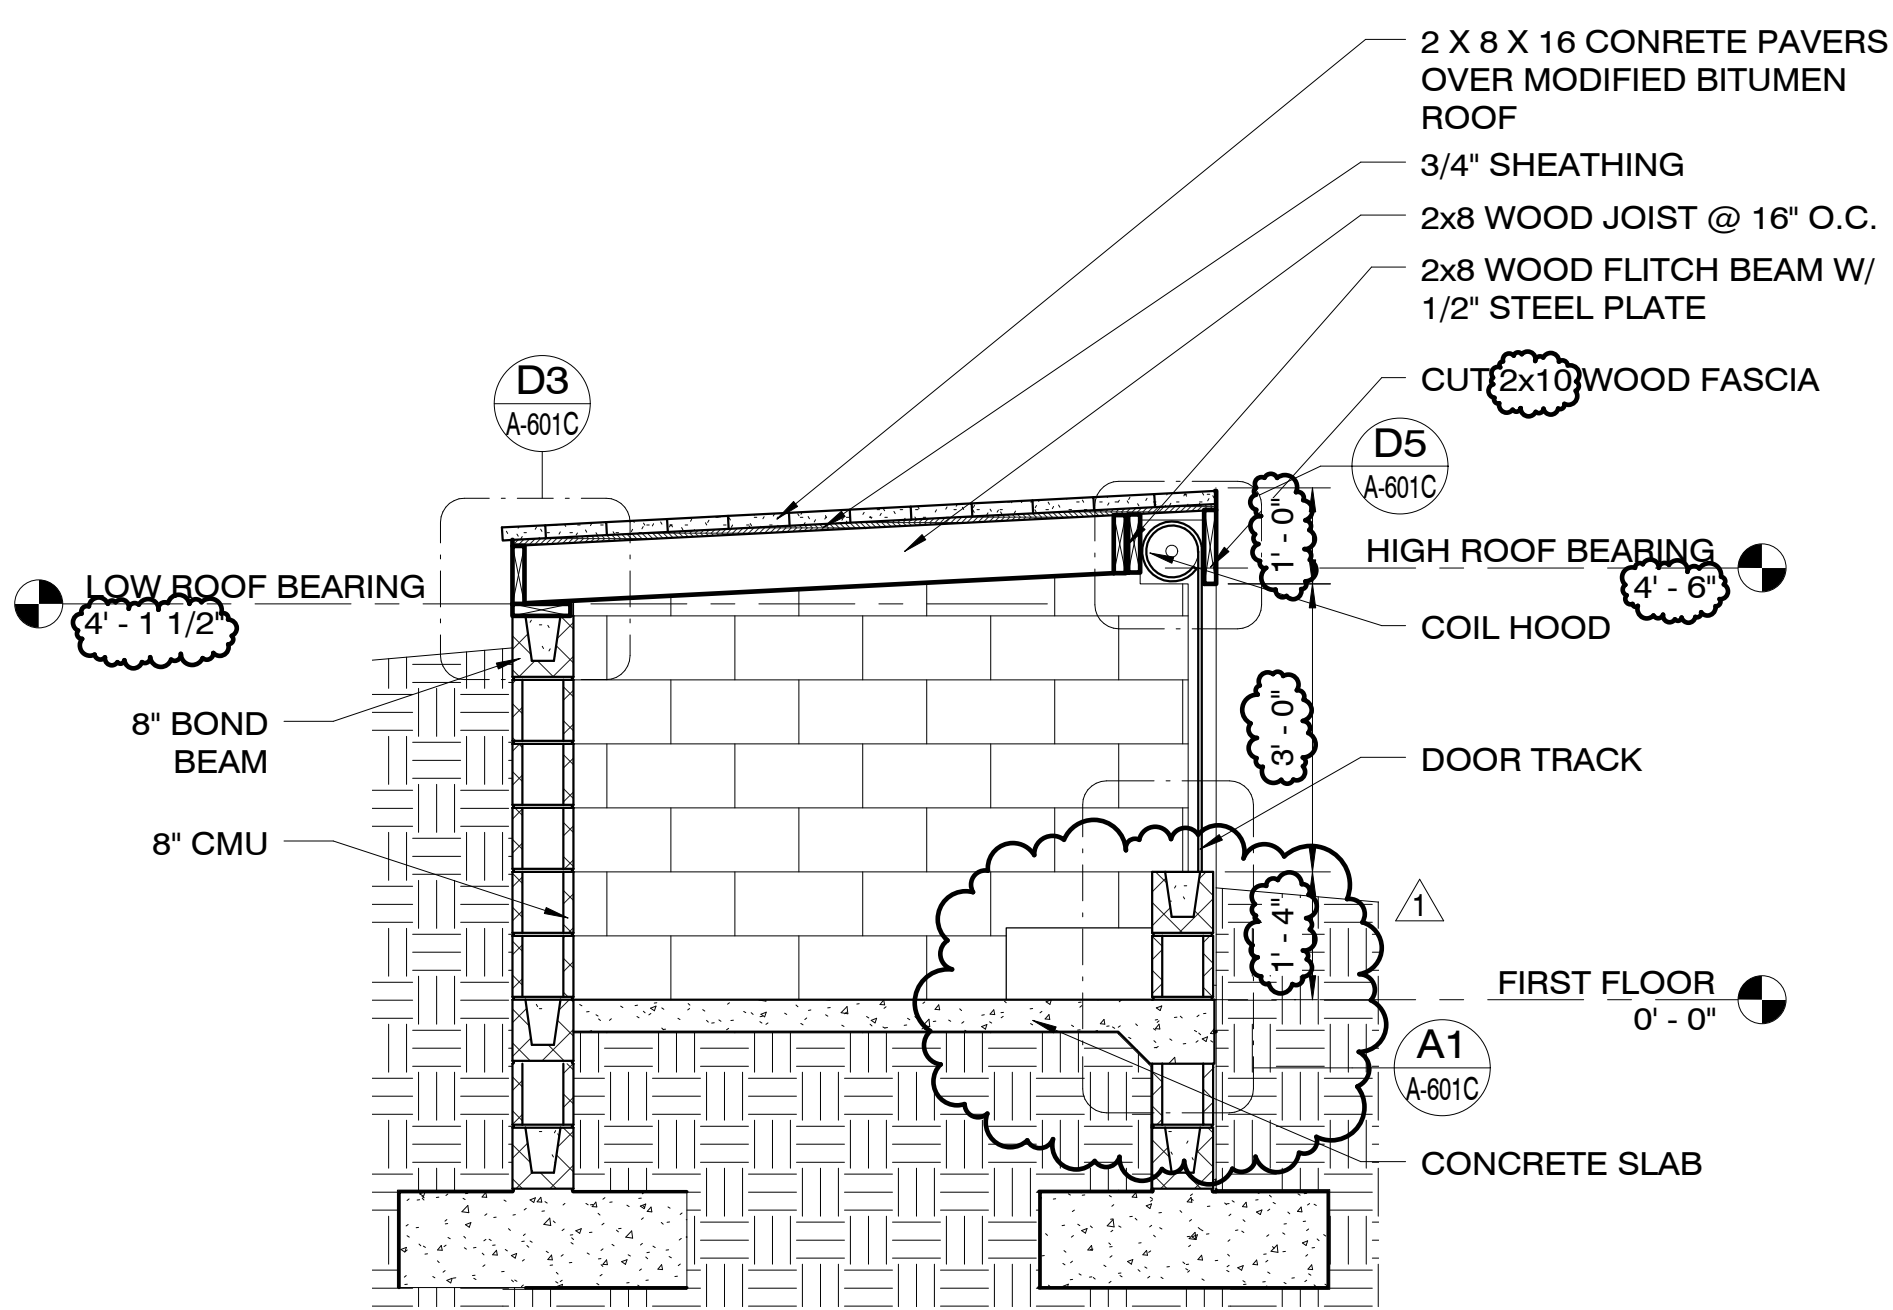 2 X 8 X 16 CONRETE PAVERS
OVER MODIFIED BITUMEN
ROOF
3/4" SHEATHING
2x8 WOOD JOIST @ 16" O.C.
2x8 WOOD FLITCH BEAM W/
1/2" STEEL PLATE
CUT 2x10 WOOD FASCIA
D3
A-601C
D5
A-601C
1' - 0"
HIGH ROOF BEARING
4' - 6"
LOW ROOF BEARING
4' - 1 1/2"
COIL HOOD
8" BOND
BEAM
3' - 0"
DOOR TRACK
8" CMU
1' - 4"
1
FIRST FLOOR
0' - 0"
A1
A-601C
CONCRETE SLAB